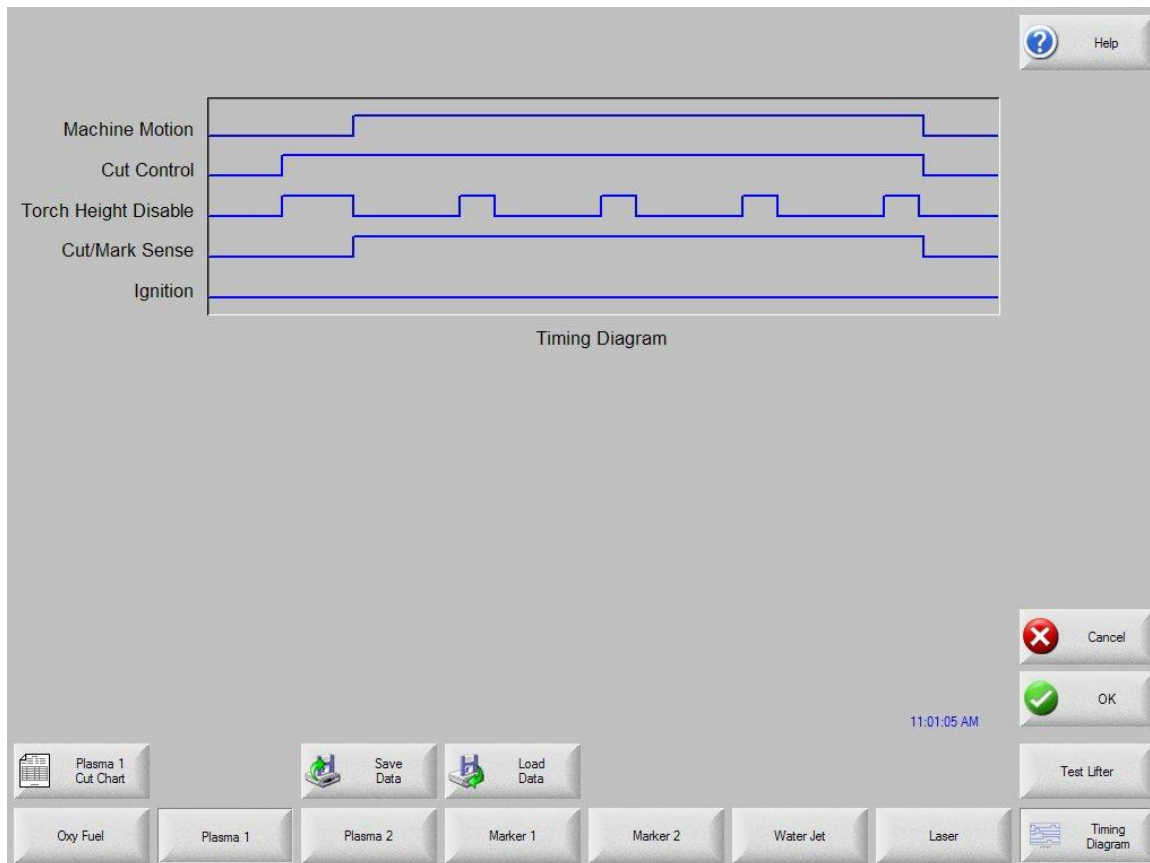 Help
Machine Motion
Cut Control
Torch Height Disable
Cut/Mark Sense
Ignition
Timing Diagram
Cancel
OK
11:01:05 AM
Plasma 1
Cut Chart
Save
Data
Load
Data
Test Lifter
Oxy Fuel
Plasma 1
Plasma 2
Marker 1
Marker 2
Water Jet
Laser
Timing
Diagram